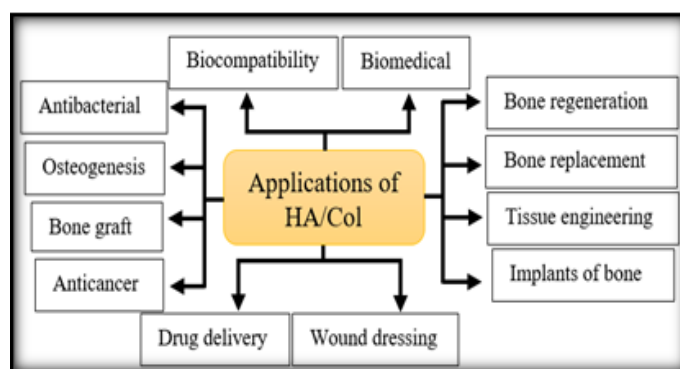 Biocompatibility
Biomedical
Antibacterial
Osteogenesis
Bone graft
Anticancer
Applications of
HA/Col
Bone regeneration
Bone replacement
Tissue engineering
Implants of bone
Drug delivery
Wound dressing